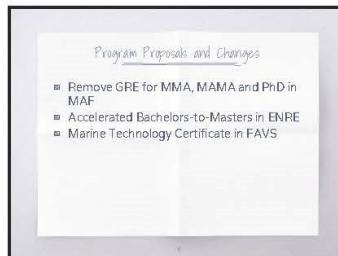 Program Proposals and Changes
Remove GRE for MMA, MAMA and PhD in
MAF
Accelerated Bachelors-to-Masters in ENRE
Marine Technology Certificate in FAVS